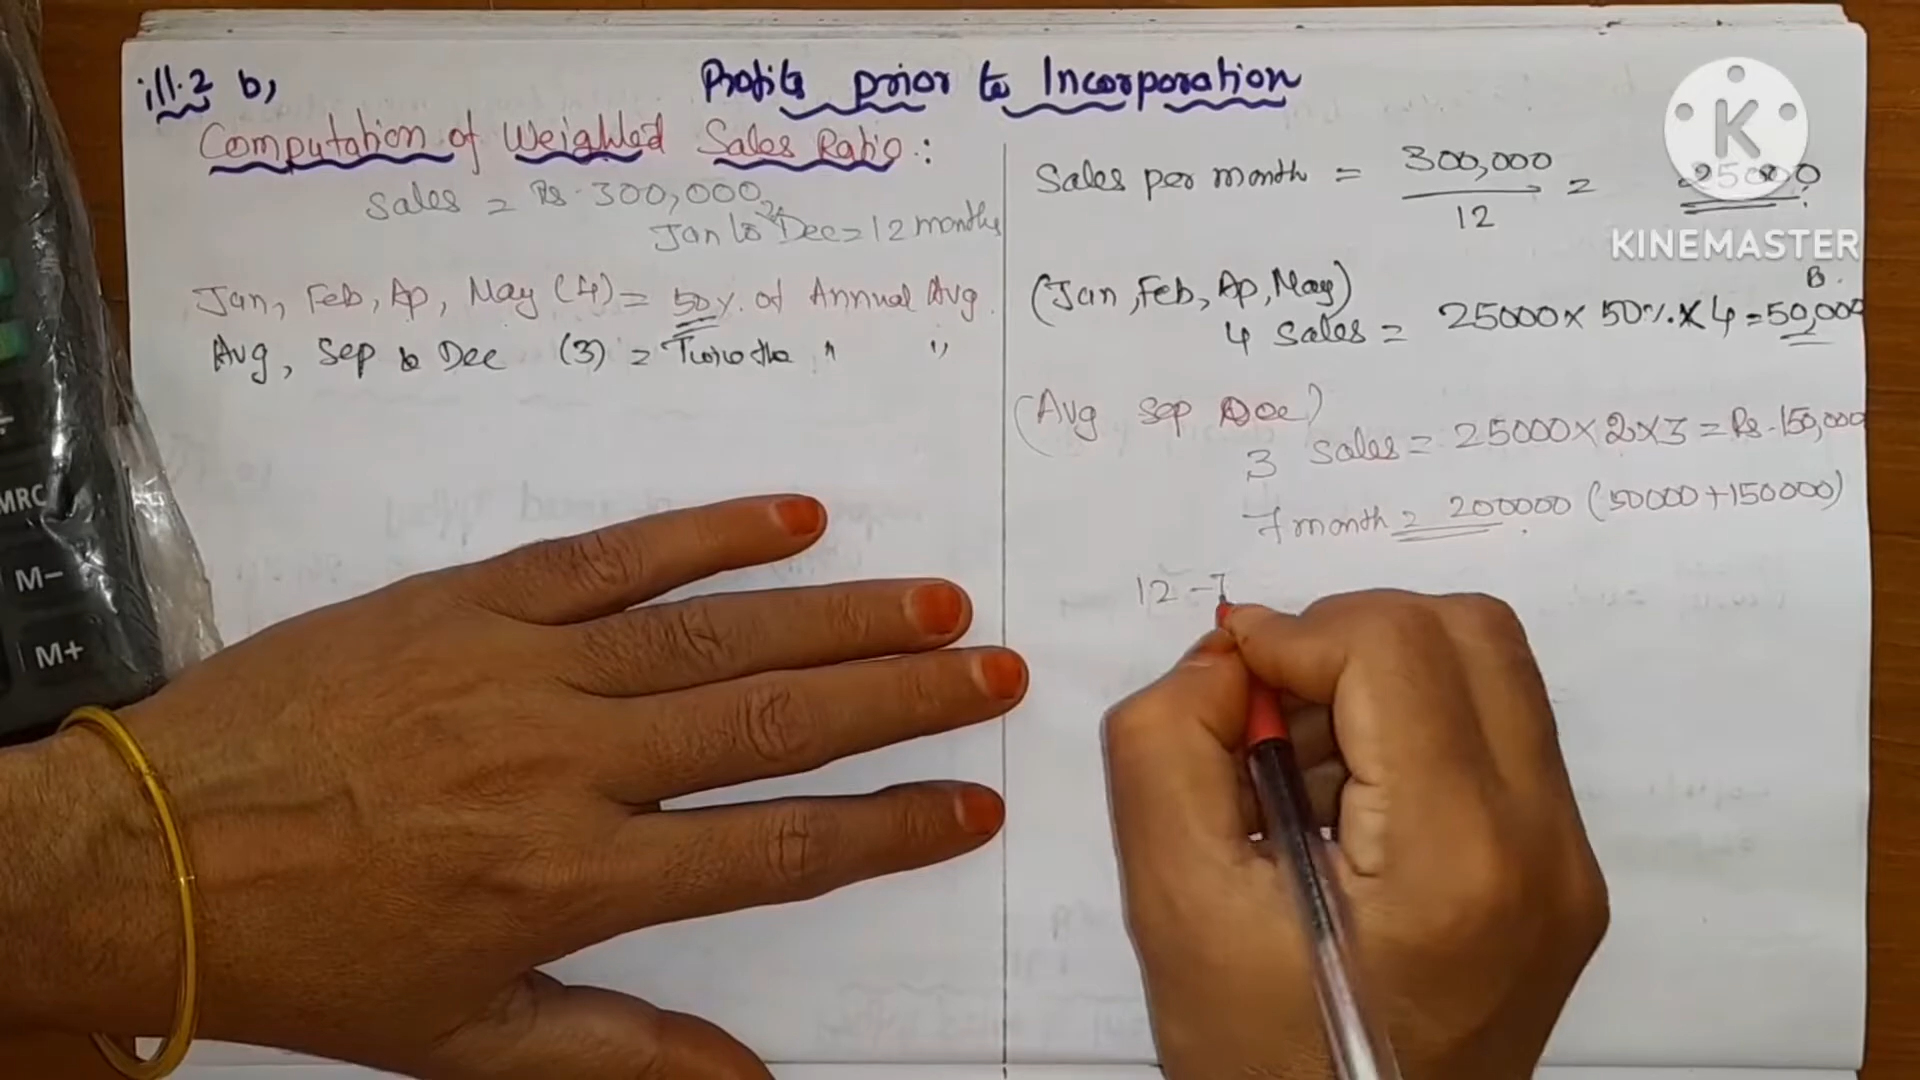 ill.2 b,
Profits prior to Incorporation
Computation of Weighted Sales Ratio :
Sales = Rs. 300,000
Jan to Dec = 12 months
Jan, Feb, Ap, May (4) = 50% of Annual Avg.
Aug, Sep & Dec (3) = Twice the " "
Sales per month = 300,000 / 12 = 25000
(Jan, Feb, Ap, May)
4 Sales = 25000 x 50% x 4 = 50,000
(Aug Sep Dec)
3 Sales = 25000 x 2 x 3 = Rs. 150,000
7 month = 200000 (50000 + 150000)
12 - 7
K
KINEMASTER
MRC
M-
M+